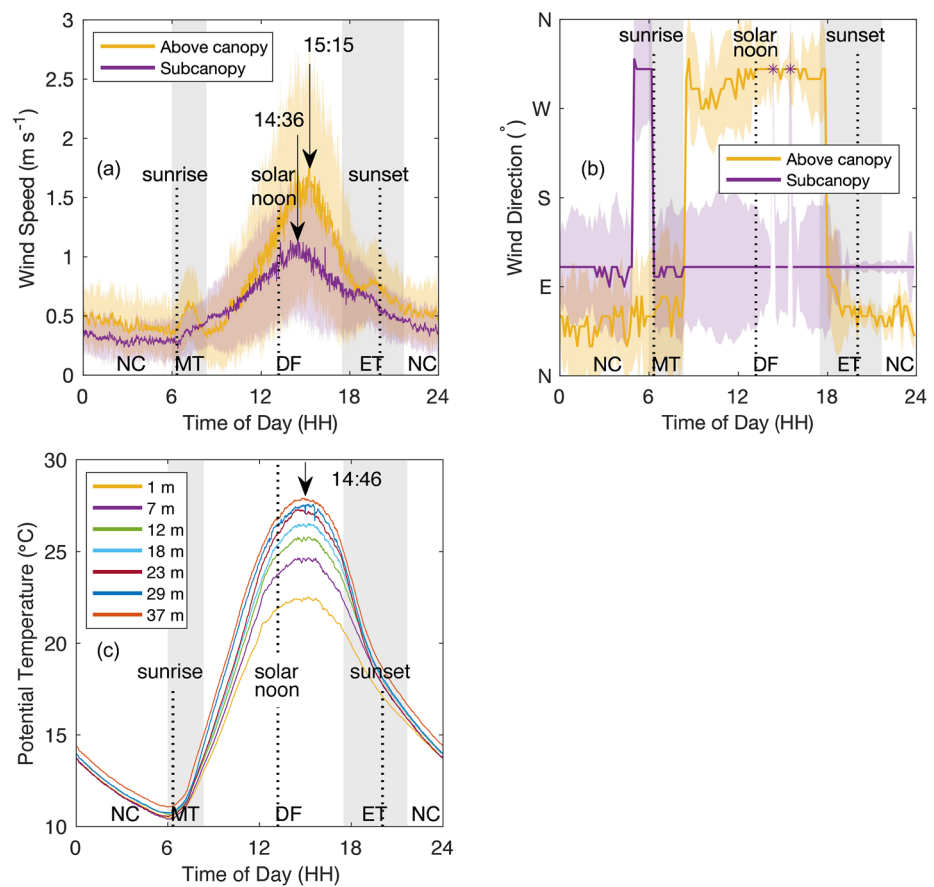 3
2.5
2
1.5
1
0.5
0
Wind Speed (m s⁻¹)
Above canopy
Subcanopy
15:15
14:36
(a)
sunrise
solar
noon
sunset
NC
MT
DF
ET
NC
0
6
12
18
24
Time of Day (HH)
N
W
S
E
N
Wind Direction (°)
sunrise
solar
noon
sunset
(b)
Above canopy
Subcanopy
NC
MT
DF
ET
NC
0
6
12
18
24
Time of Day (HH)
30
25
20
15
10
Potential Temperature (°C)
1 m
7 m
12 m
18 m
23 m
29 m
37 m
14:46
(c)
sunrise
solar
noon
sunset
NC
MT
DF
ET
NC
0
6
12
18
24
Time of Day (HH)